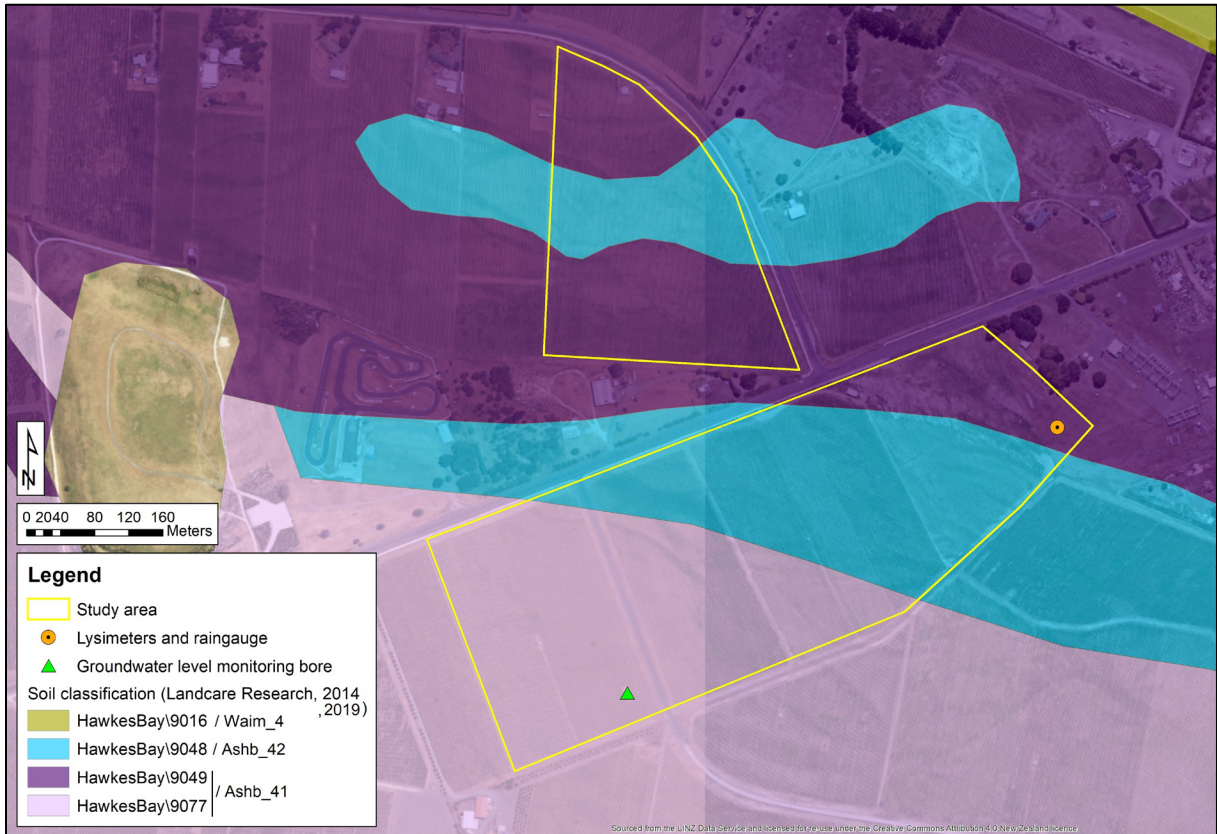 N
0 2040 80 120 160
Meters
Legend
Study area
Lysimeters and raingauge
Groundwater level monitoring bore
Soil classification (Landcare Research, 2014
,2019)
HawkesBay\9016 / Waim_4
HawkesBay\9048 / Ashb_42
HawkesBay\9049
/ Ashb_41
HawkesBay\9077
Sourced from the LINZ Data Service and licensed for re-use under the Creative Commons Attribution 4.0 New Zealand licence